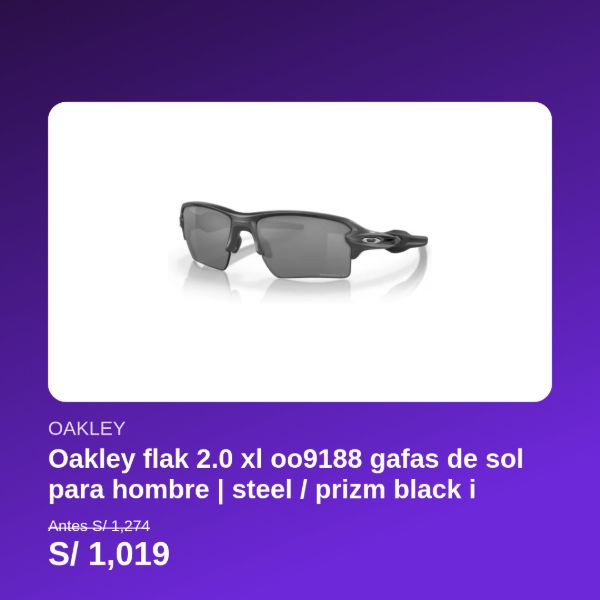 OAKLEY
Oakley flak 2.0 xl oo9188 gafas de sol
para hombre | steel / prizm black i
Antes S/ 1,274
S/ 1,019